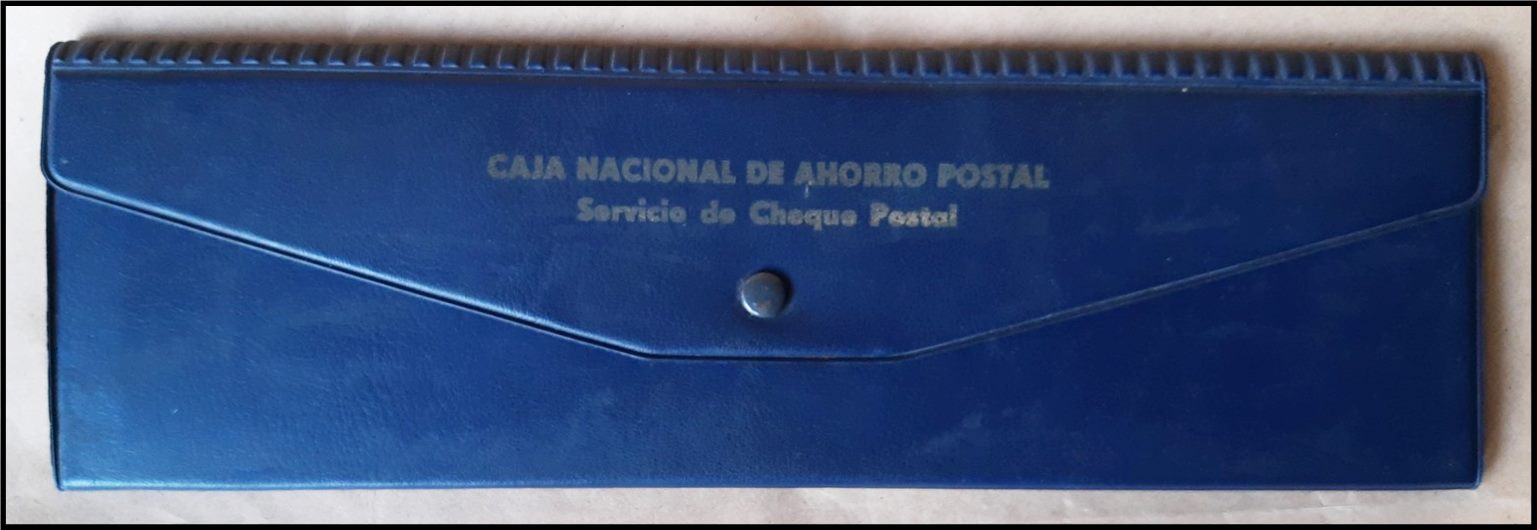 CAJA NACIONAL DE AHORRO POSTAL
Servicio de Cheque Postal